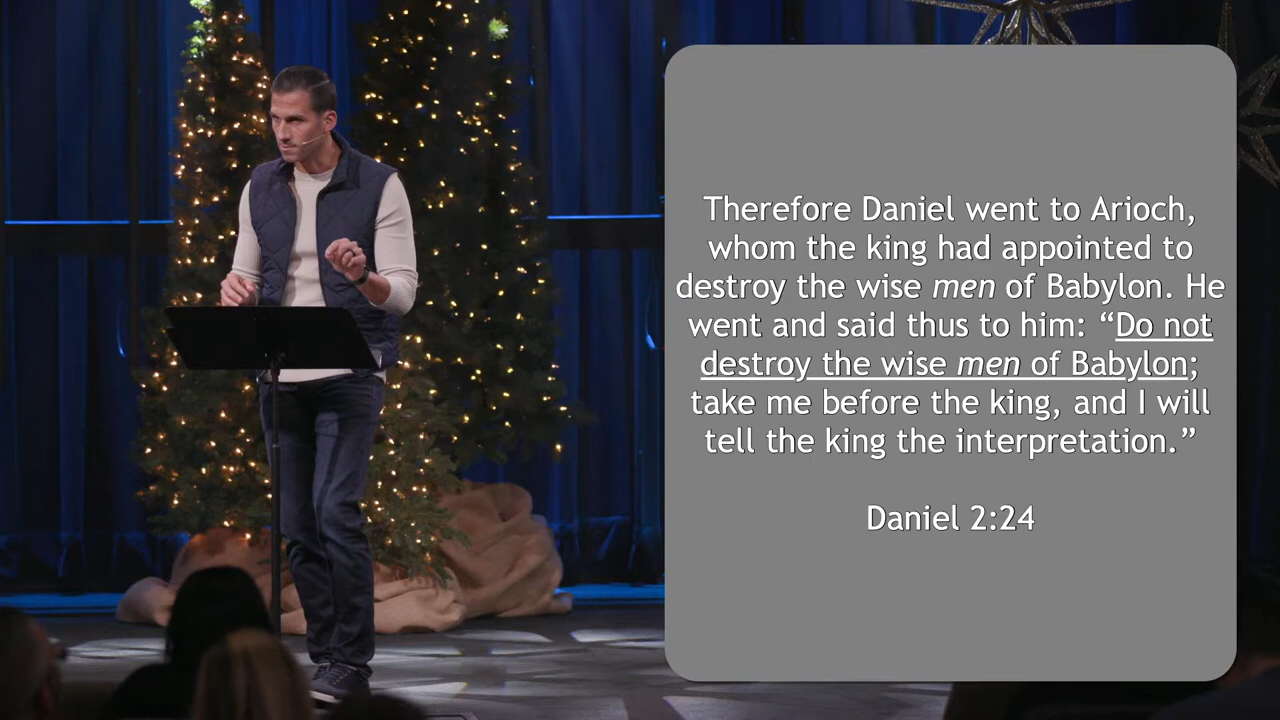 Therefore Daniel went to Arioch,
whom the king had appointed to
destroy the wise men of Babylon. He
went and said thus to him: “Do not
destroy the wise men of Babylon;
take me before the king, and I will
tell the king the interpretation.”
Daniel 2:24